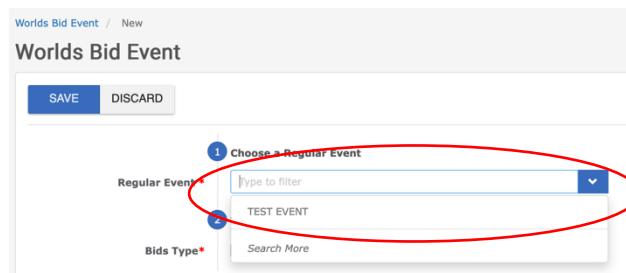 Worlds Bid Event / New
Worlds Bid Event
SAVE DISCARD
1 Choose a Regular Event
Regular Event * Type to filter
TEST EVENT
2
Bids Type* Search More